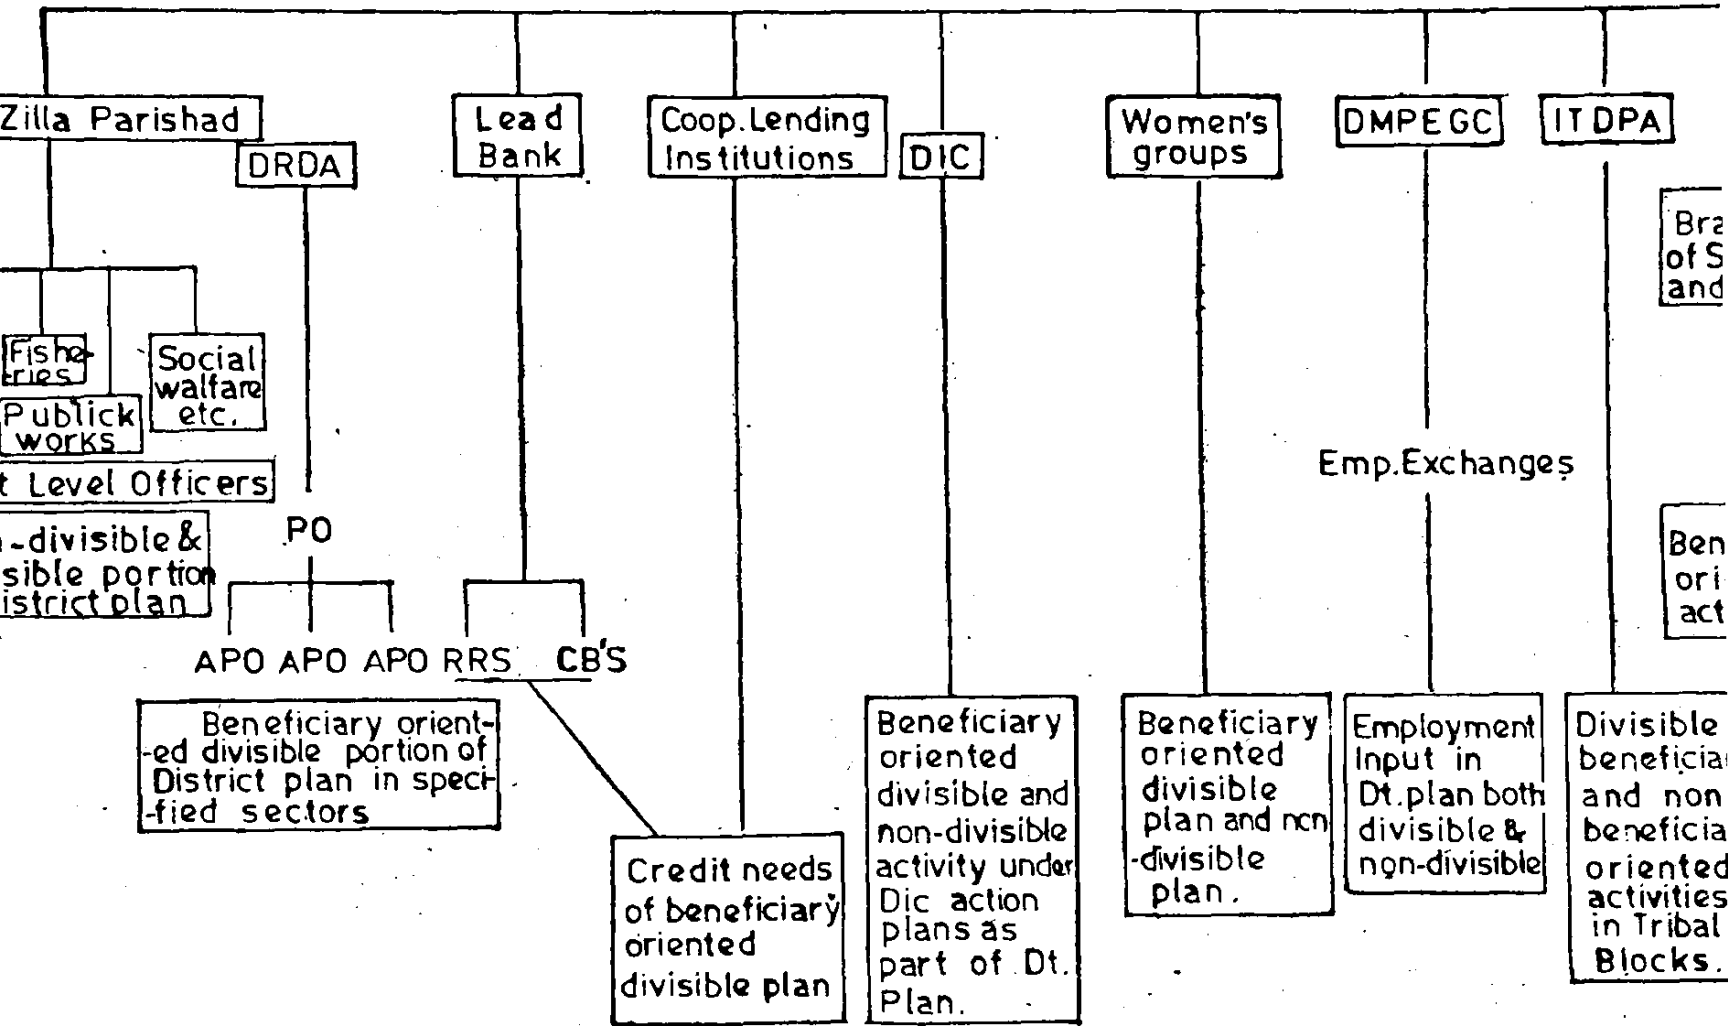 Zilla Parishad
DRDA
Lead
Bank
Coop.Lending
Institutions
DIC
Women's
groups
DMPEGC
ITDPA
of
and
Fishe-
-ries
Publick
works
Social
walfare
etc.
Level Officers
-divisible &
portion
plan
PO
APO APO APO RRS CB'S
Emp.Exchanges
Beneficiary orient-
-ed divisible portion of
District plan in speci-
-fied sectors
Credit needs
of beneficiary
oriented
divisible plan
Beneficiary
oriented
divisible and
non-divisible
activity under
Dic action
plans as
part of Dt.
Plan.
Beneficiary
oriented
divisible
plan and non
-divisible
plan.
Employment
Input in
Dt.plan both
divisible &
non-divisible
Divisible
and non
oriented
activities
in Tribal
Blocks.